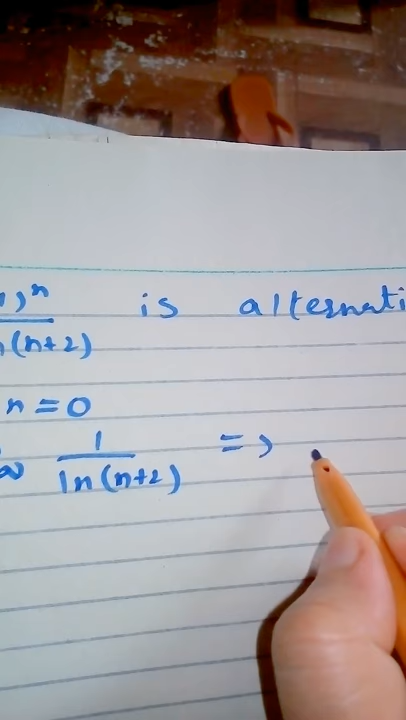 )ⁿ is alternati
(n+2)
n = 0
1 =>
ln(n+2)